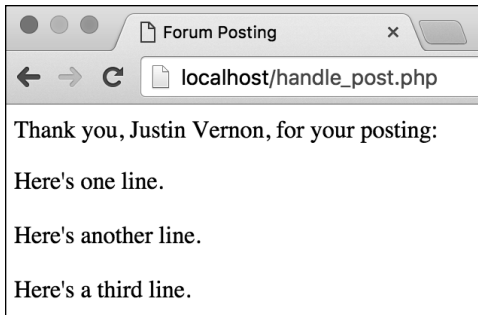 Forum Posting
localhost/handle_post.php
Thank you, Justin Vernon, for your posting:
Here's one line.
Here's another line.
Here's a third line.